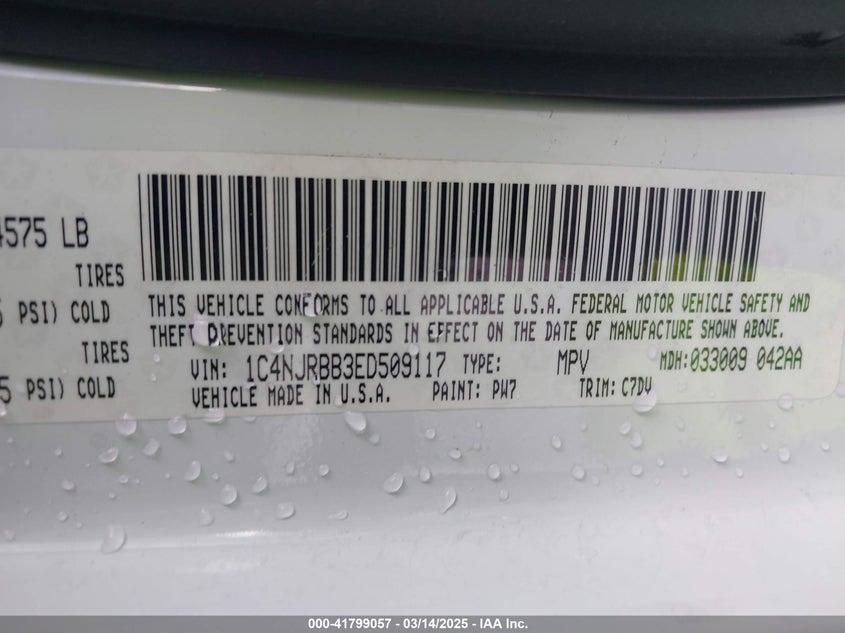 4575 LB
TIRES
5 PSI) COLD
TIRES
5 PSI) COLD
THIS VEHICLE CONFORMS TO ALL APPLICABLE U.S.A. FEDERAL MOTOR VEHICLE SAFETY AND
THEFT PREVENTION STANDARDS IN EFFECT ON THE DATE OF MANUFACTURE SHOWN ABOVE.
VIN: 1C4NJRBB3ED509117 TYPE: MPV MDH:033009 042AA
VEHICLE MADE IN U.S.A. PAINT: PW7 TRIM: C7DV
000-41799057 - 03/14/2025 - IAA Inc.